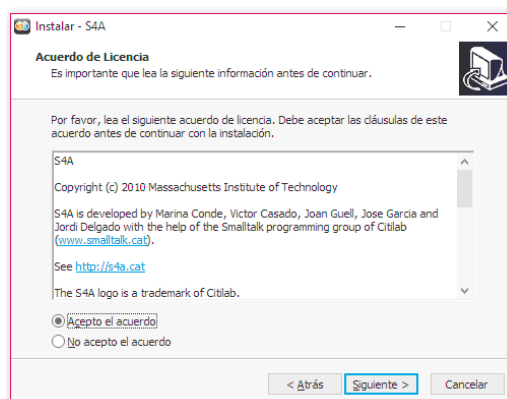 Instalar - S4A
Acuerdo de Licencia
Es importante que lea la siguiente información antes de continuar.
Por favor, lea el siguiente acuerdo de licencia. Debe aceptar las cláusulas de este
acuerdo antes de continuar con la instalación.
S4A
Copyright (c) 2010 Massachusetts Institute of Technology
S4A is developed by Marina Conde, Victor Casado, Joan Guell, Jose Garcia and
Jordi Delgado with the help of the Smalltalk programming group of Citilab
(www.smalltalk.cat).
See http://s4a.cat
The S4A logo is a trademark of Citilab.
Acepto el acuerdo
No acepto el acuerdo
< Atrás Siguiente > Cancelar